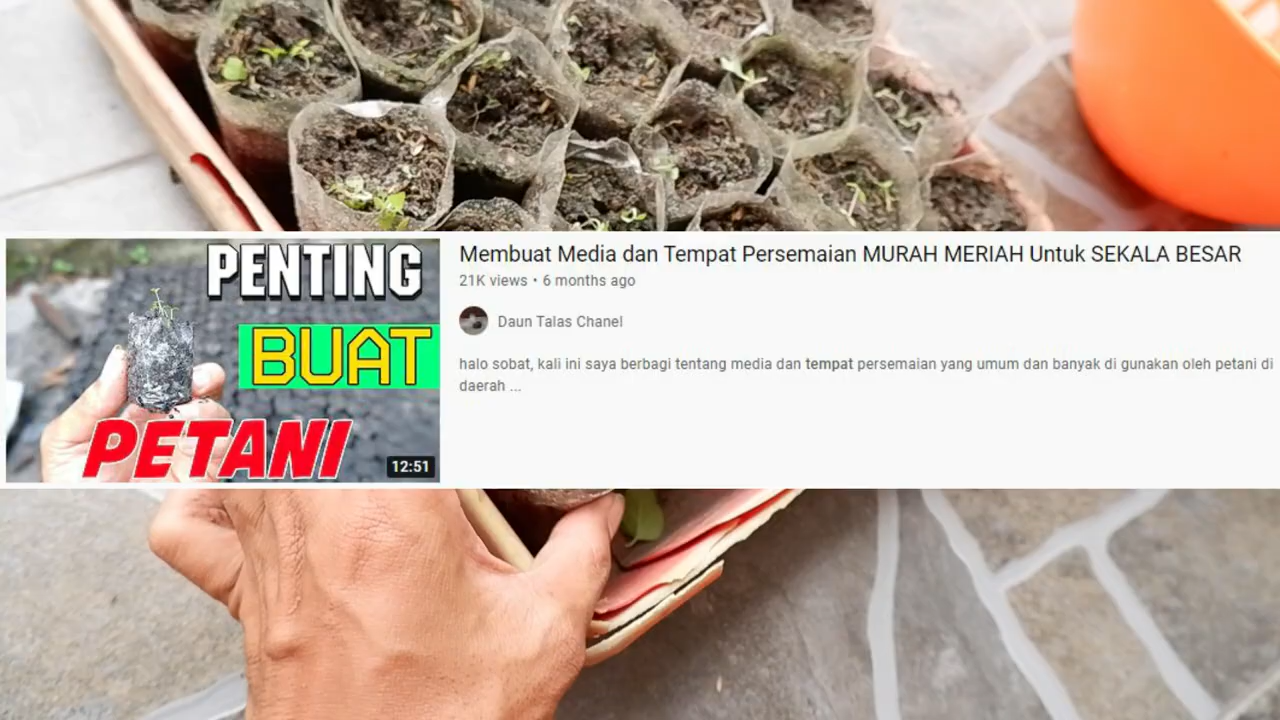 PENTING
BUAT
PETANI
12:51
Membuat Media dan Tempat Persemaian MURAH MERIAH Untuk SEKALA BESAR
21K views • 6 months ago
Daun Talas Chanel
halo sobat, kali ini saya berbagi tentang media dan tempat persemaian yang umum dan banyak di gunakan oleh petani di
daerah ...